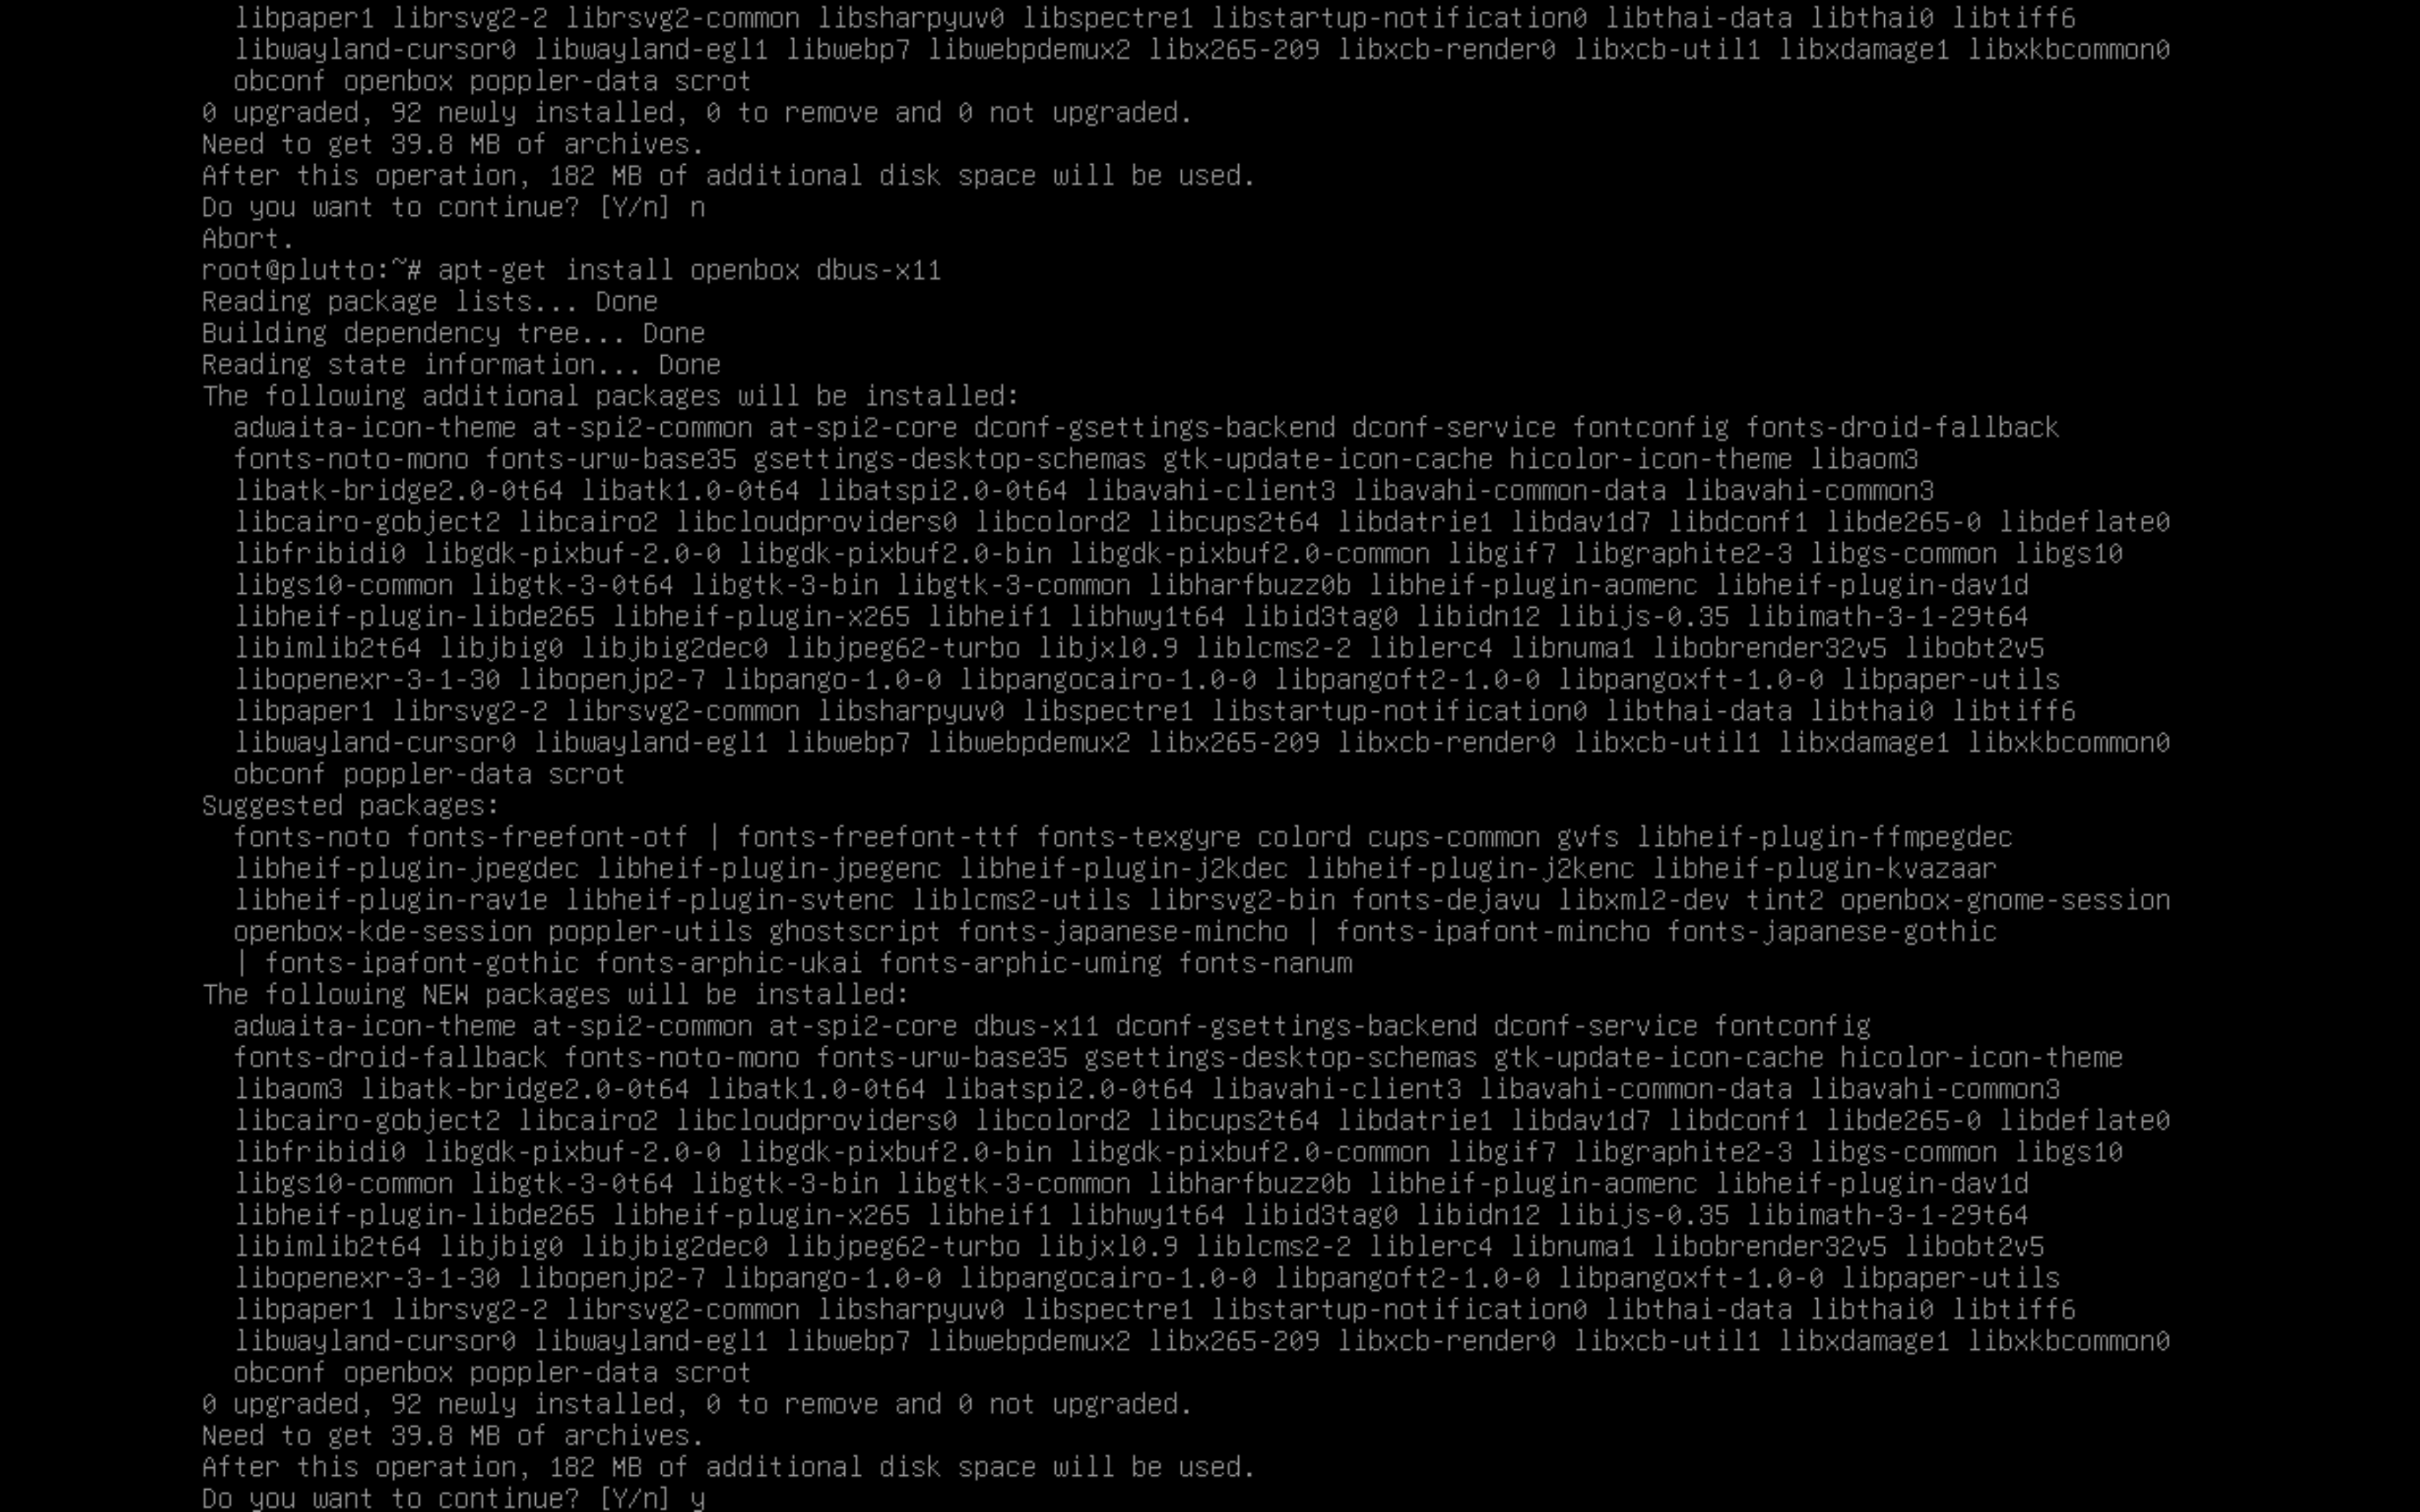 libpaper1 librsvg2-2 librsvg2-common libsharpyuv0 libspectre1 libstartup-notification0 libthai-data libthai0 libtiff6
libwayland-cursor0 libwayland-egl1 libwebp7 libwebpdemux2 libx265-209 libxcb-render0 libxcb-util1 libxdamage1 libxkbcommon0
obconf openbox poppler-data scrot
0 upgraded, 92 newly installed, 0 to remove and 0 not upgraded.
Need to get 39.8 MB of archives.
After this operation, 182 MB of additional disk space will be used.
Do you want to continue? [Y/n] n
Abort.
root@plutto:~# apt-get install openbox dbus-x11
Reading package lists... Done
Building dependency tree... Done
Reading state information... Done
The following additional packages will be installed:
adwaita-icon-theme at-spi2-common at-spi2-core dconf-gsettings-backend dconf-service fontconfig fonts-droid-fallback
fonts-noto-mono fonts-urw-base35 gsettings-desktop-schemas gtk-update-icon-cache hicolor-icon-theme libaom3
libatk-bridge2.0-0t64 libatk1.0-0t64 libatspi2.0-0t64 libavahi-client3 libavahi-common-data libavahi-common3
libcairo-gobject2 libcairo2 libcloudproviders0 libcolord2 libcups2t64 libdatrie1 libdav1d7 libdconf1 libde265-0 libdeflate0
libfribidi0 libgdk-pixbuf-2.0-0 libgdk-pixbuf2.0-bin libgdk-pixbuf2.0-common libgif7 libgraphite2-3 libgs-common libgs10
libgs10-common libgtk-3-0t64 libgtk-3-bin libgtk-3-common libharfbuzz0b libheif-plugin-aomenc libheif-plugin-dav1d
libheif-plugin-libde265 libheif-plugin-x265 libheif1 libhwy1t64 libid3tag0 libidn12 libijs-0.35 libimath-3-1-29t64
libimlib2t64 libjbig0 libjbig2dec0 libjpeg62-turbo libjxl0.9 liblcms2-2 liblerc4 libnuma1 libobrender32v5 libobt2v5
libopenexr-3-1-30 libopenjp2-7 libpango-1.0-0 libpangocairo-1.0-0 libpangoft2-1.0-0 libpangoxft-1.0-0 libpaper-utils
libpaper1 librsvg2-2 librsvg2-common libsharpyuv0 libspectre1 libstartup-notification0 libthai-data libthai0 libtiff6
libwayland-cursor0 libwayland-egl1 libwebp7 libwebpdemux2 libx265-209 libxcb-render0 libxcb-util1 libxdamage1 libxkbcommon0
obconf poppler-data scrot
Suggested packages:
fonts-noto fonts-freefont-otf | fonts-freefont-ttf fonts-texgyre colord cups-common gvfs libheif-plugin-ffmpegdec
libheif-plugin-jpegdec libheif-plugin-jpegenc libheif-plugin-j2kdec libheif-plugin-j2kenc libheif-plugin-kvazaar
libheif-plugin-rav1e libheif-plugin-svtenc liblcms2-utils librsvg2-bin fonts-dejavu libxml2-dev tint2 openbox-gnome-session
openbox-kde-session poppler-utils ghostscript fonts-japanese-mincho | fonts-ipafont-mincho fonts-japanese-gothic
| fonts-ipafont-gothic fonts-arphic-ukai fonts-arphic-uming fonts-nanum
The following NEW packages will be installed:
adwaita-icon-theme at-spi2-common at-spi2-core dbus-x11 dconf-gsettings-backend dconf-service fontconfig
fonts-droid-fallback fonts-noto-mono fonts-urw-base35 gsettings-desktop-schemas gtk-update-icon-cache hicolor-icon-theme
libaom3 libatk-bridge2.0-0t64 libatk1.0-0t64 libatspi2.0-0t64 libavahi-client3 libavahi-common-data libavahi-common3
libcairo-gobject2 libcairo2 libcloudproviders0 libcolord2 libcups2t64 libdatrie1 libdav1d7 libdconf1 libde265-0 libdeflate0
libfribidi0 libgdk-pixbuf-2.0-0 libgdk-pixbuf2.0-bin libgdk-pixbuf2.0-common libgif7 libgraphite2-3 libgs-common libgs10
libgs10-common libgtk-3-0t64 libgtk-3-bin libgtk-3-common libharfbuzz0b libheif-plugin-aomenc libheif-plugin-dav1d
libheif-plugin-libde265 libheif-plugin-x265 libheif1 libhwy1t64 libid3tag0 libidn12 libijs-0.35 libimath-3-1-29t64
libimlib2t64 libjbig0 libjbig2dec0 libjpeg62-turbo libjxl0.9 liblcms2-2 liblerc4 libnuma1 libobrender32v5 libobt2v5
libopenexr-3-1-30 libopenjp2-7 libpango-1.0-0 libpangocairo-1.0-0 libpangoft2-1.0-0 libpangoxft-1.0-0 libpaper-utils
libpaper1 librsvg2-2 librsvg2-common libsharpyuv0 libspectre1 libstartup-notification0 libthai-data libthai0 libtiff6
libwayland-cursor0 libwayland-egl1 libwebp7 libwebpdemux2 libx265-209 libxcb-render0 libxcb-util1 libxdamage1 libxkbcommon0
obconf openbox poppler-data scrot
0 upgraded, 92 newly installed, 0 to remove and 0 not upgraded.
Need to get 39.8 MB of archives.
After this operation, 182 MB of additional disk space will be used.
Do you want to continue? [Y/n] y